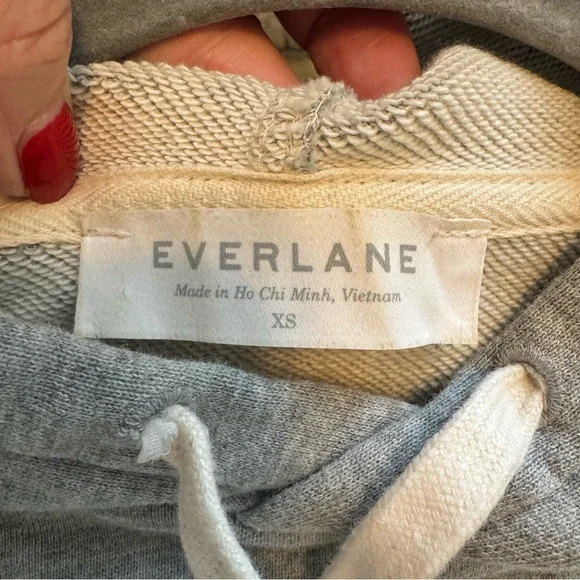 EVERLANE
Made in Ho Chi Minh, Vietnam
XS